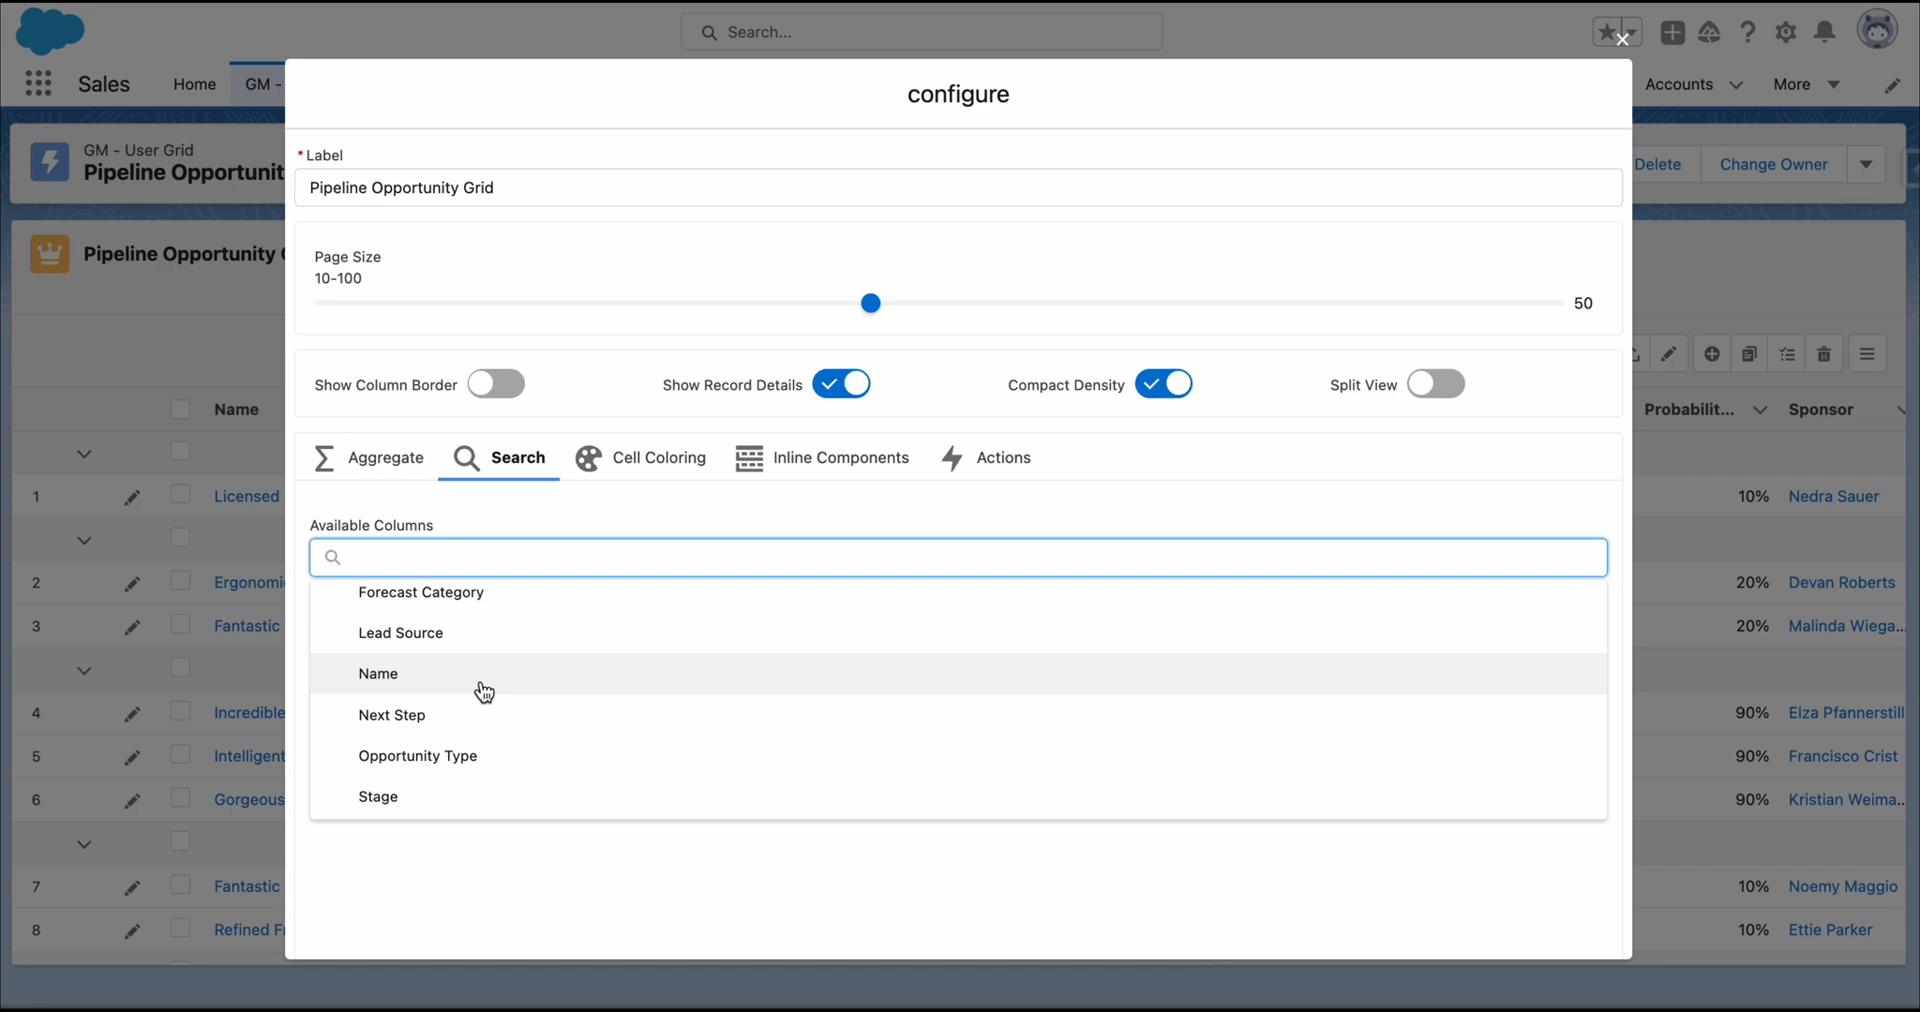 Search...
Sales
Home
GM -
Accounts
More
GM - User Grid
Pipeline Opportunit
Delete
Change Owner
Pipeline Opportunity
configure
* Label
Pipeline Opportunity Grid
Page Size
10-100
50
Show Column Border
Show Record Details
Compact Density
Split View
Aggregate
Search
Cell Coloring
Inline Components
Actions
Available Columns
Forecast Category
Lead Source
Name
Next Step
Opportunity Type
Stage
Name
Probabilit...
Sponsor
1 Licensed 10% Nedra Sauer
2 Ergonomi 20% Devan Roberts
3 Fantastic 20% Malinda Wiega...
4 Incredible 90% Elza Pfannerstill
5 Intelligent 90% Francisco Crist
6 Gorgeous 90% Kristian Weima...
7 Fantastic 10% Noemy Maggio
8 Refined F 10% Ettie Parker